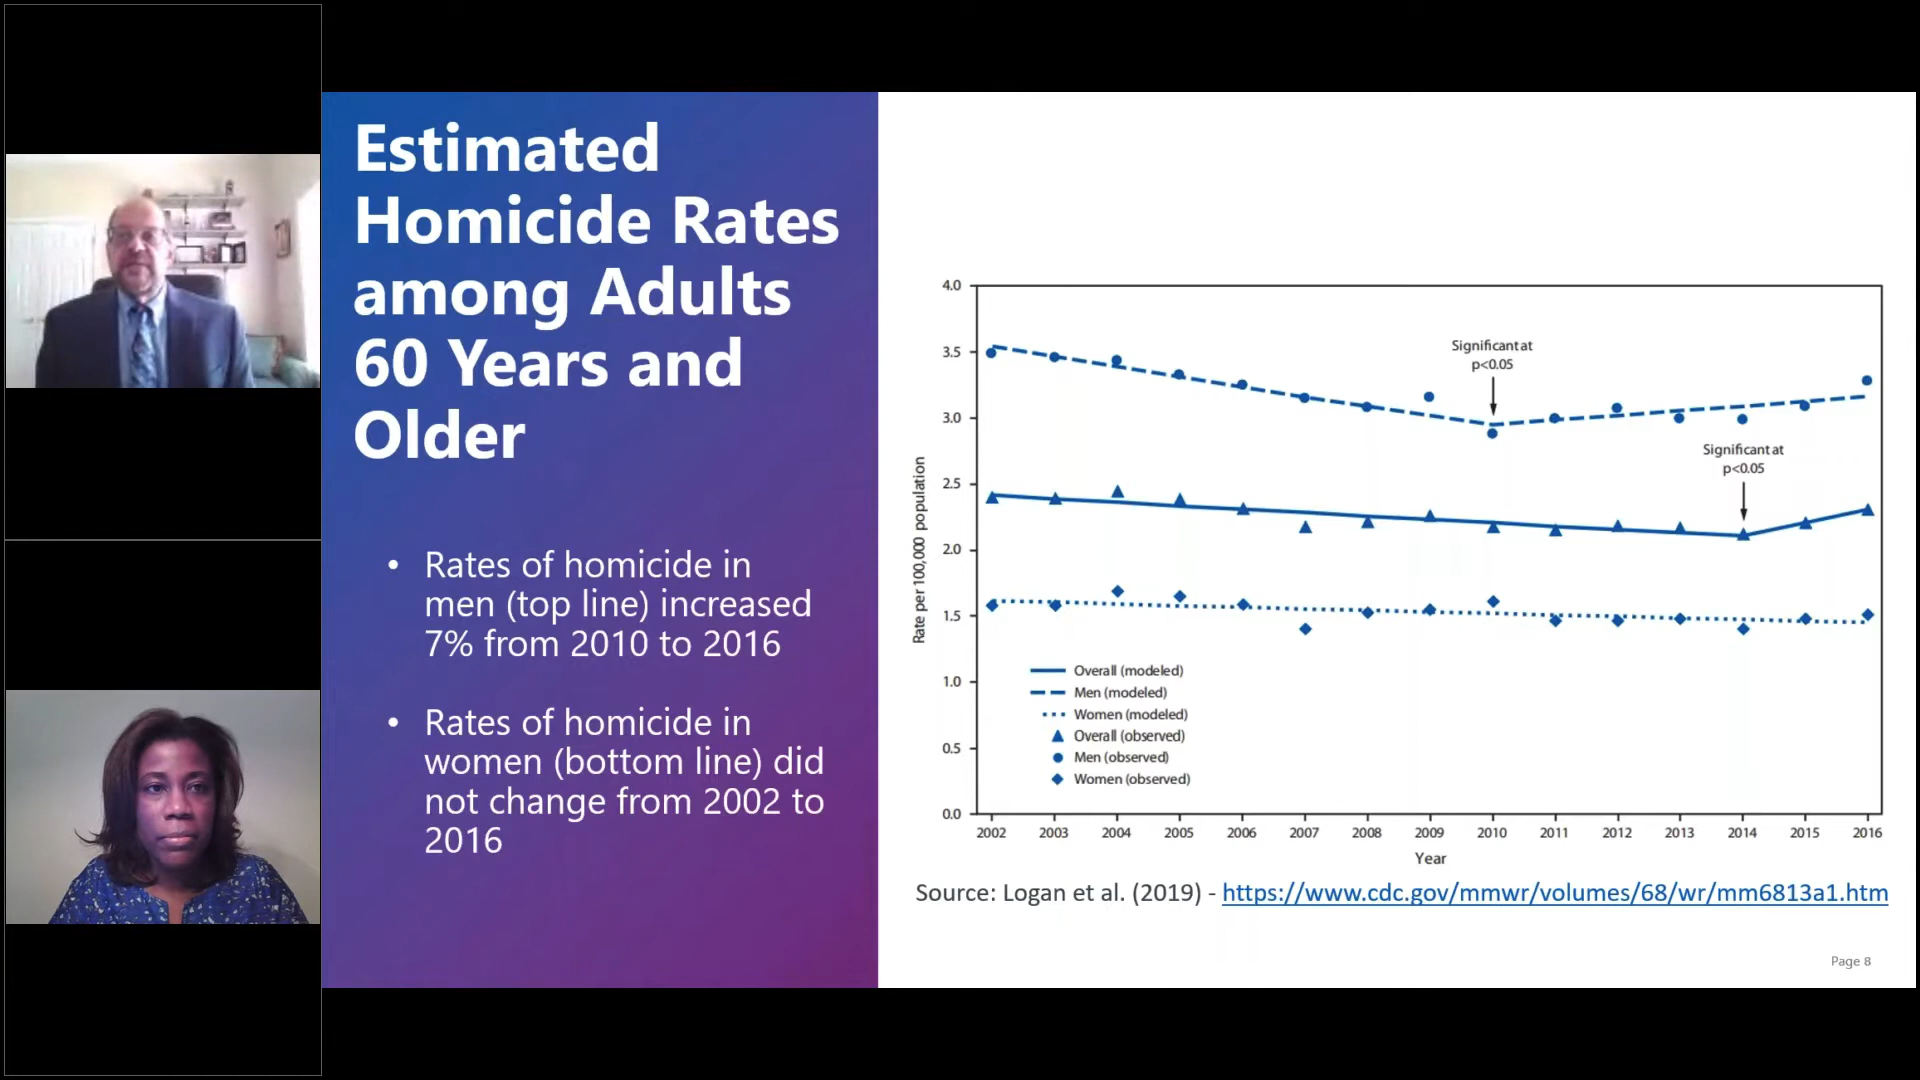 Estimated
Homicide Rates
among Adults
60 Years and
Older
• Rates of homicide in
men (top line) increased
7% from 2010 to 2016
• Rates of homicide in
women (bottom line) did
not change from 2002 to
2016
4.0
3.5
3.0
2.5
2.0
1.5
1.0
0.5
0.0
Rate per 100,000 population
Significant at
p<0.05
Significant at
p<0.05
Overall (modeled)
Men (modeled)
Women (modeled)
Overall (observed)
Men (observed)
Women (observed)
2002 2003 2004 2005 2006 2007 2008 2009 2010 2011 2012 2013 2014 2015 2016
Year
Source: Logan et al. (2019) - https://www.cdc.gov/mmwr/volumes/68/wr/mm6813a1.htm
Page 8